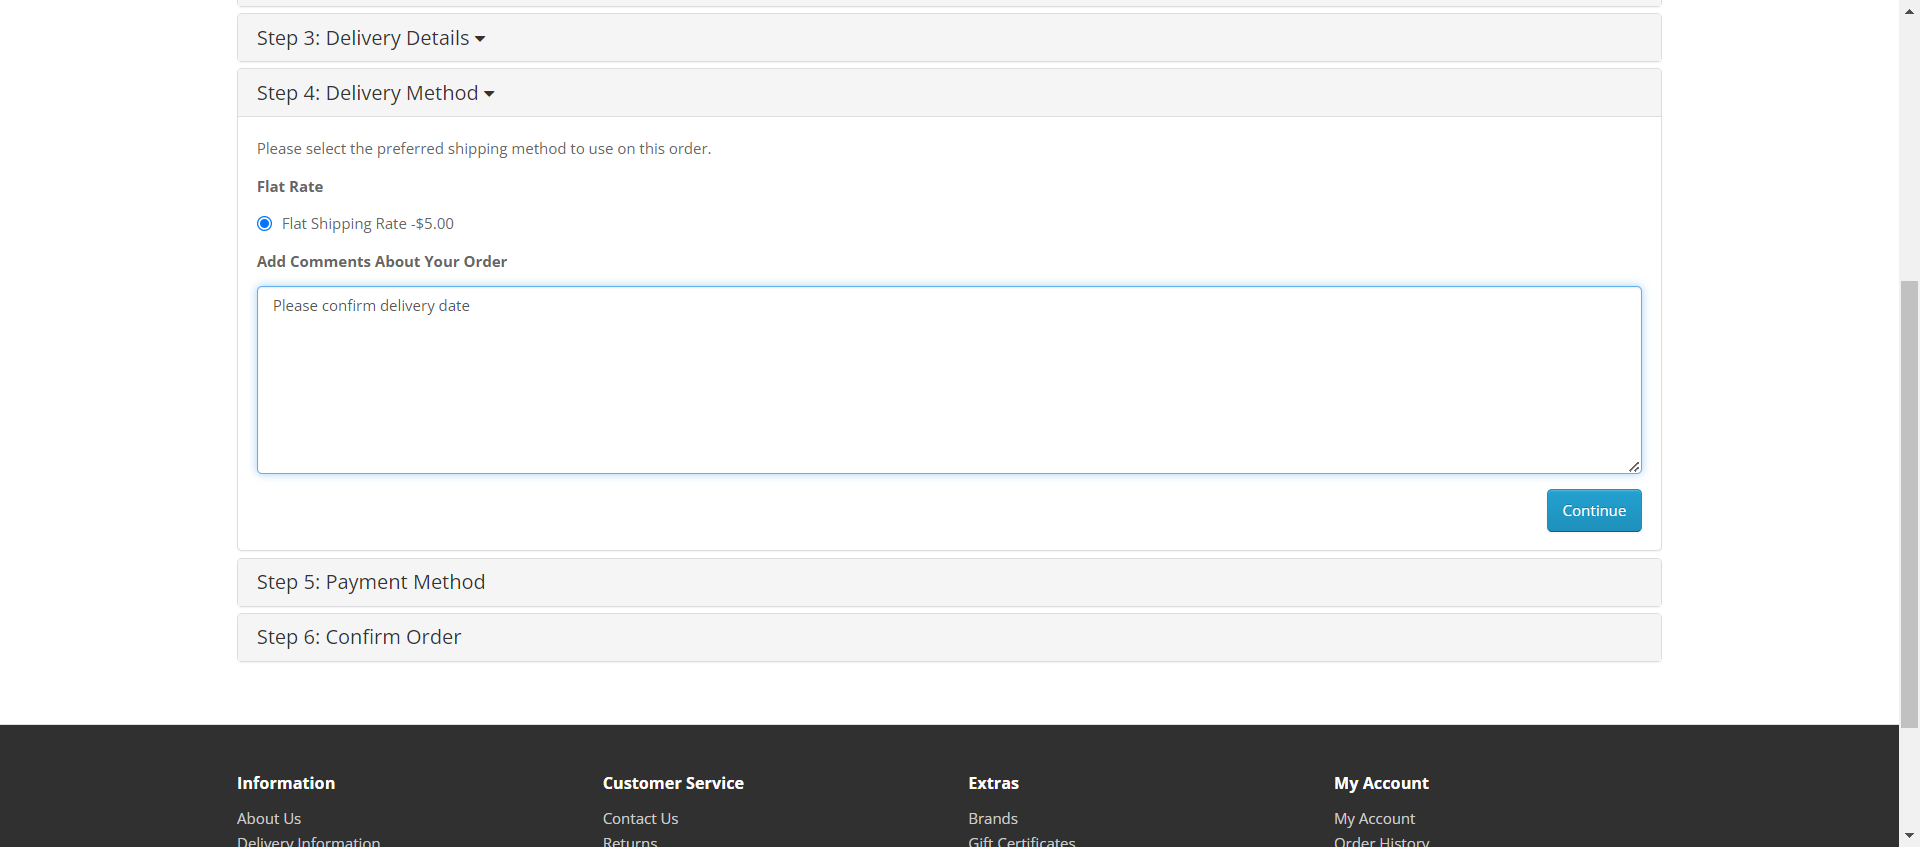 Step 3: Delivery Details
Step 4: Delivery Method
Please select the preferred shipping method to use on this order.
Flat Rate
Flat Shipping Rate -$5.00
Add Comments About Your Order
Please confirm delivery date
Continue
Step 5: Payment Method
Step 6: Confirm Order
Information
Customer Service
Extras
My Account
About Us
Contact Us
Brands
My Account
Delivery Information
Returns
Gift Certificates
Order History